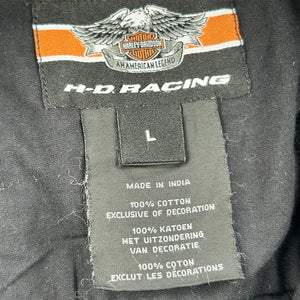 MOTOR
HARLEY-DAVIDSON
AN AMERICAN LEGEND
H-D RACING
L
MADE IN INDIA
100% COTTON
EXCLUSIVE OF DECORATION
100% KATOEN
MET UITZONDERING
VAN DECORATIE
100% COTON
EXCLUT LES DÉCORATIONS